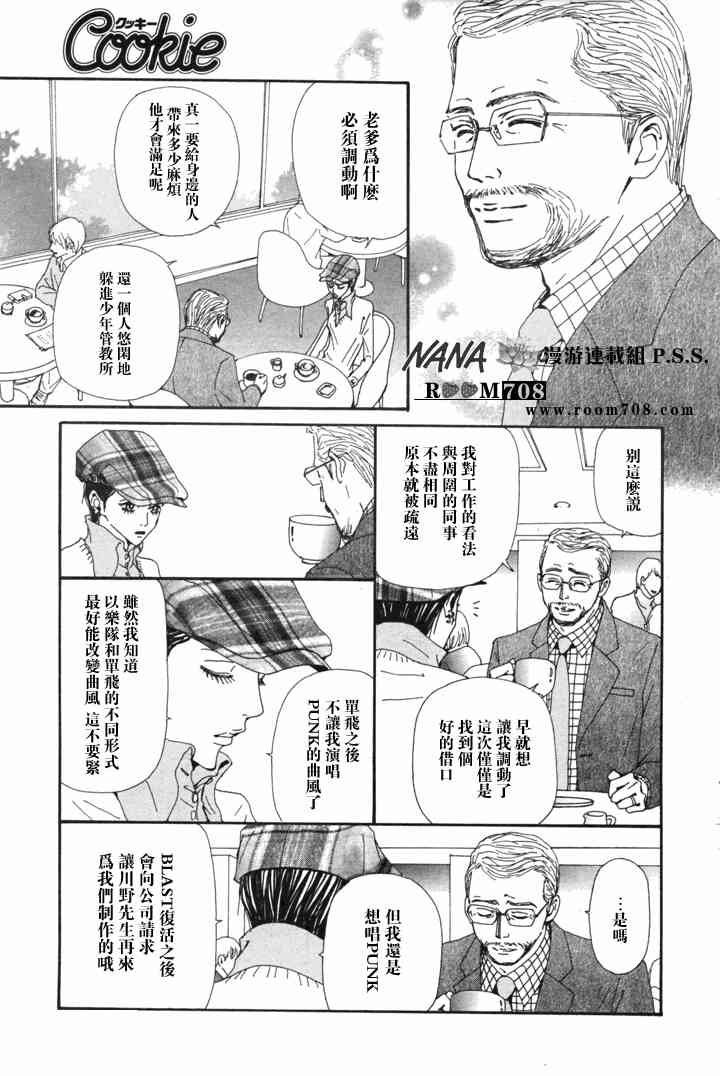 クッキー
Cookie
老爹爲什麽
必須調動啊
真一要給身邊的人
帶來多少麻煩
他才會滿足呢
還一個人悠閑地
躲進少年管教所
NANA
漫游連載組 P.S.S.
ROOM708
www.room708.com
别這麽説
我對工作的看法
與周圍的同事
不盡相同
原本就被疏遠
早就想
讓我調動了
這次僅僅是
找到個
好的借口
單飛之後
不讓我演唱
PUNK的曲風了
雖然我知道
以樂隊和單飛的不同形式
最好能改變曲風 這不要緊
…是嗎
但我還是
想唱PUNK
BLAST復活之後
會向公司請求
讓川野先生再來
爲我們制作的哦